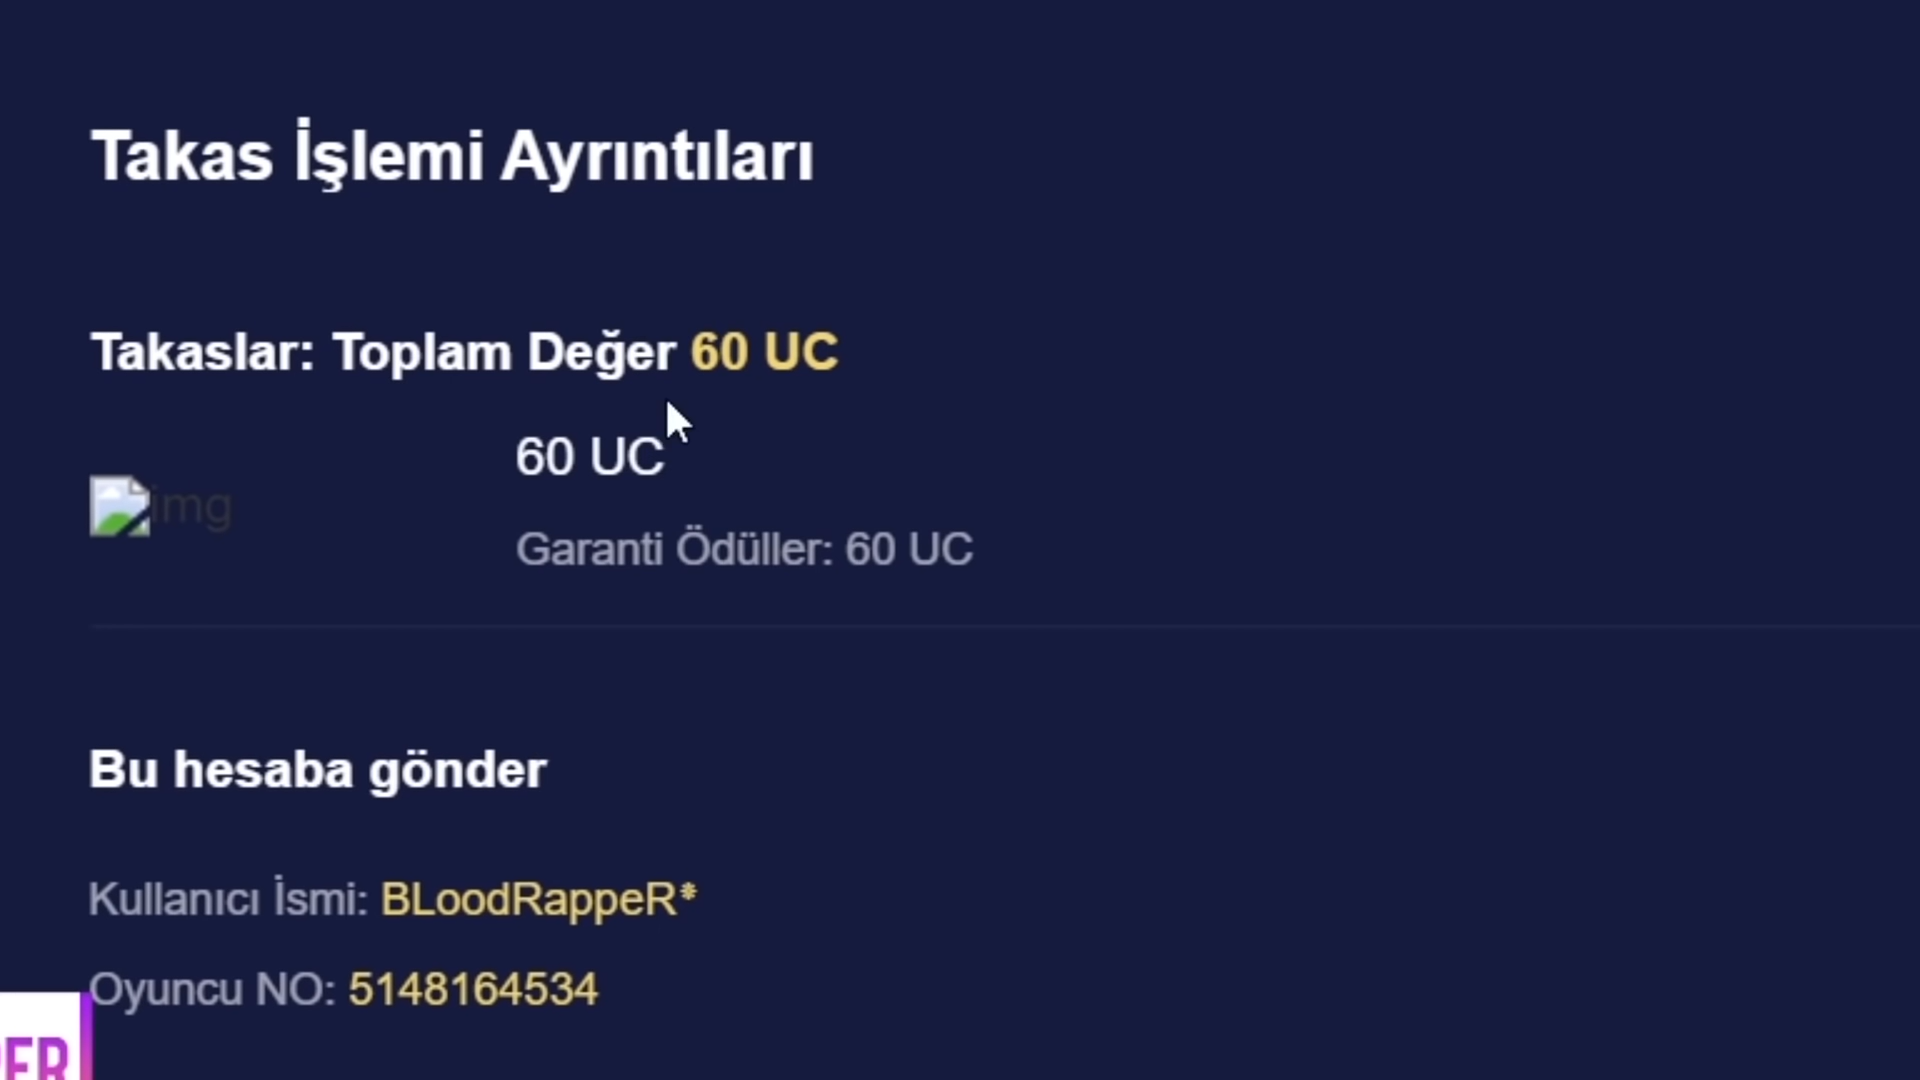 Takas İşlemi Ayrıntıları
Takaslar: Toplam Değer 60 UC
60 UC
img
Garanti Ödüller: 60 UC
Bu hesaba gönder
Kullanıcı İsmi: BLoodRappeR*
Oyuncu NO: 5148164534